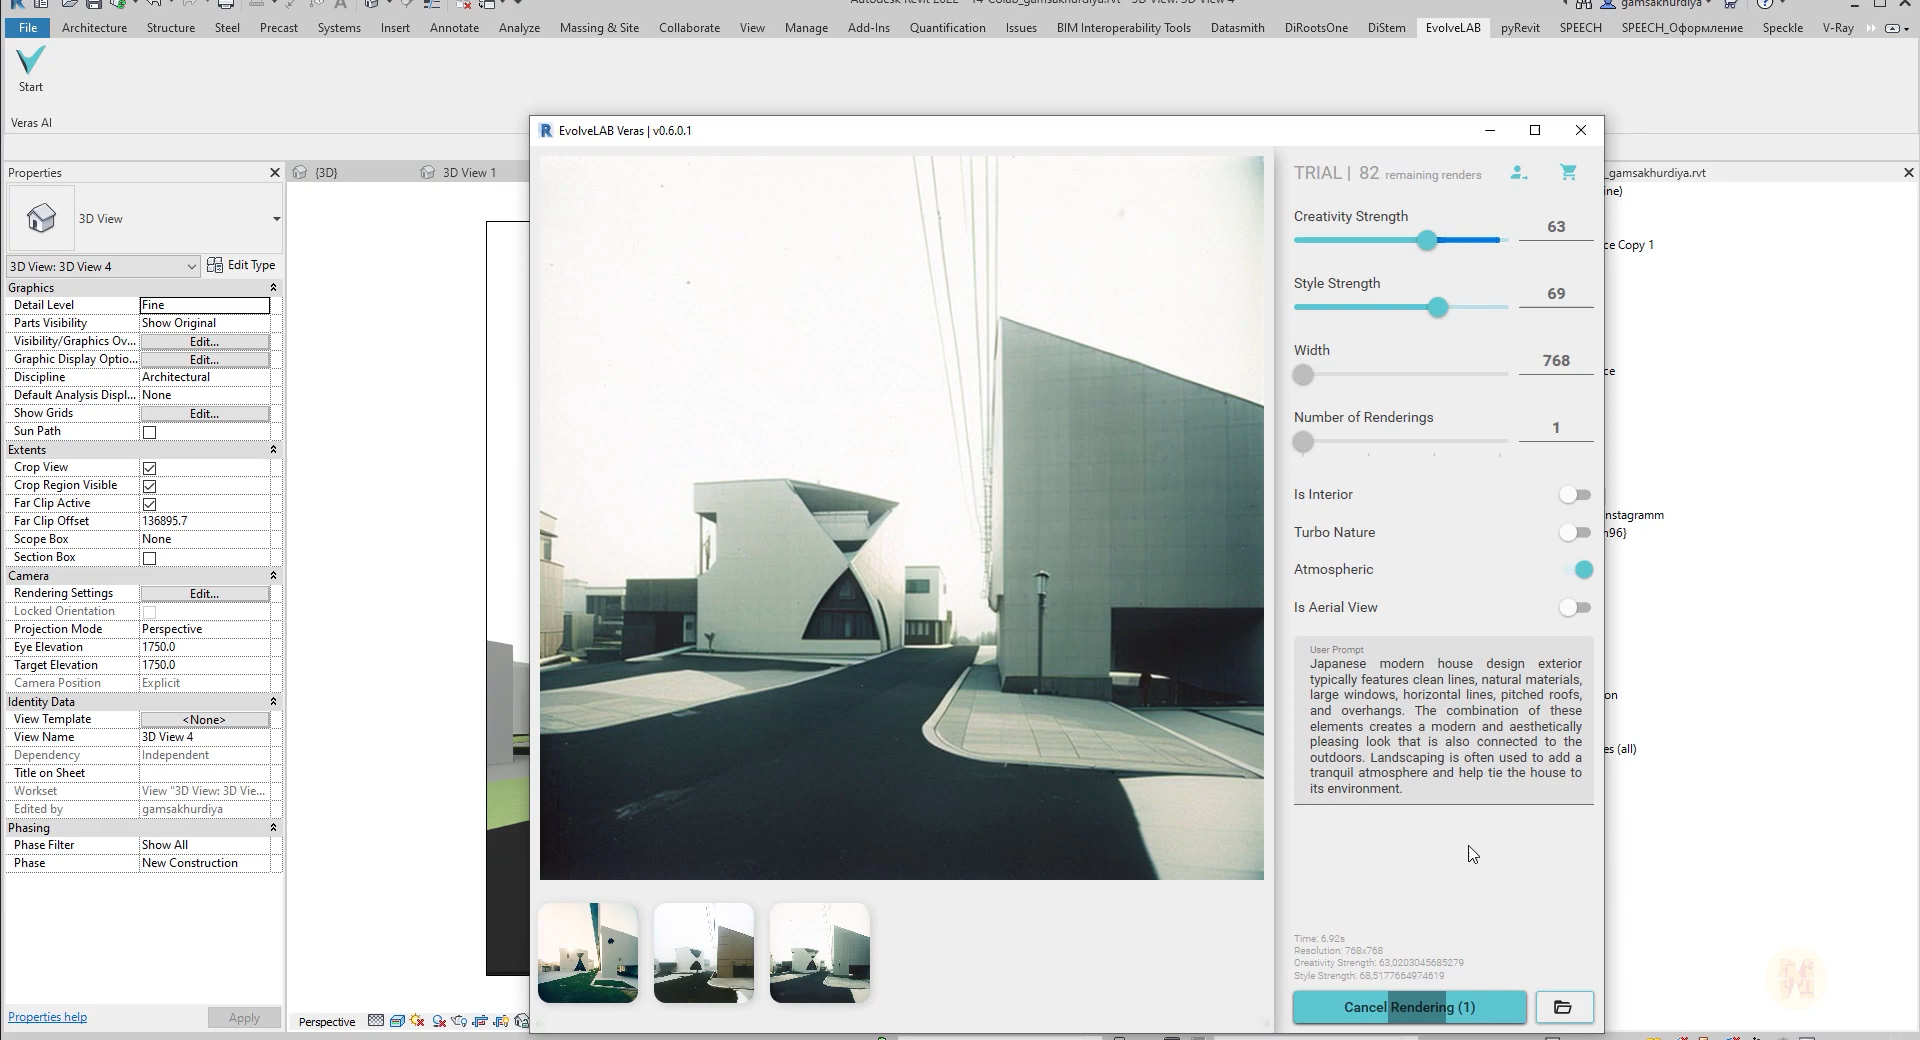 gamsakhurdiya
File Architecture Structure Steel Precast Systems Insert Annotate Analyze Massing & Site Collaborate View Manage Add-Ins Quantification Issues BIM Interoperability Tools Datasmith DiRootsOne DiStem EvolveLAB pyRevit SPEECH SPEECH_Оформление Speckle V-Ray
Start
Veras AI
EvolveLAB Veras | v0.6.0.1
Properties
{3D}
3D View 1
_gamsakhurdiya.rvt
3D View
3D View: 3D View 4
Edit Type
Graphics
Detail Level Fine
Parts Visibility Show Original
Visibility/Graphics Ov... Edit...
Graphic Display Optio... Edit...
Discipline Architectural
Default Analysis Displ... None
Show Grids Edit...
Sun Path
Extents
Crop View
Crop Region Visible
Far Clip Active
Far Clip Offset 136895.7
Scope Box None
Section Box
Camera
Rendering Settings Edit...
Locked Orientation
Projection Mode Perspective
Eye Elevation 1750.0
Target Elevation 1750.0
Camera Position Explicit
Identity Data
View Template <None>
View Name 3D View 4
Dependency Independent
Title on Sheet
Workset View "3D View: 3D Vie...
Edited by gamsakhurdiya
Phasing
Phase Filter Show All
Phase New Construction
Properties help
Apply
Perspective
TRIAL | 82 remaining renders
Creativity Strength
63
Style Strength
69
Width
768
Number of Renderings
1
Is Interior
Turbo Nature
Atmospheric
Is Aerial View
User Prompt
Japanese modern house design exterior
typically features clean lines, natural materials,
large windows, horizontal lines, pitched roofs,
and overhangs. The combination of these
elements creates a modern and aesthetically
pleasing look that is also connected to the
outdoors. Landscaping is often used to add a
tranquil atmosphere and help tie the house to
its environment.
Time: 6.92s
Resolution: 768x768
Creativity Strength: 63,0203045685279
Style Strength: 68,5177664974619
Cancel Rendering (1)
ine)
ce Copy 1
ce
nstagramm
n96}
on
es (all)